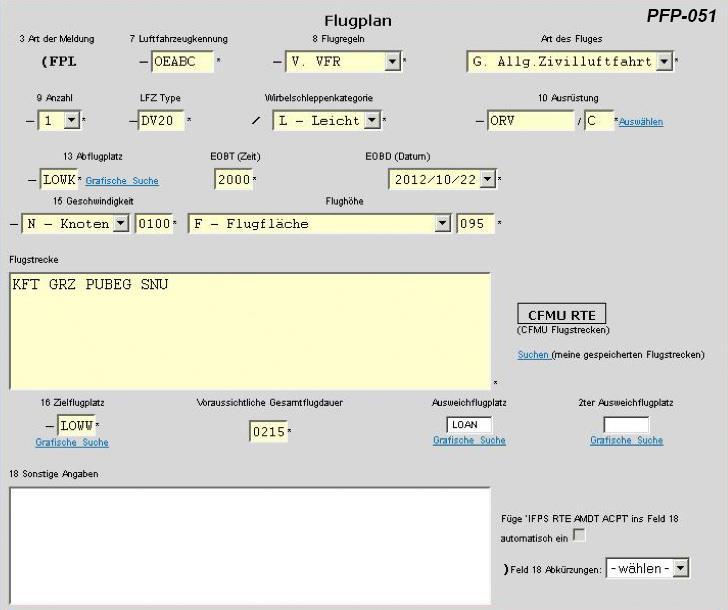 Flugplan
PFP-051
3 Art der Meldung 7 Luftfahrzeugkennung 8 Flugregeln Art des Fluges
(FPL - OEABC * - V. VFR * G. Allg.Zivilluftfahrt *
9 Anzahl LFZ Type Wirbelschleppenkategorie 10 Ausrüstung
- 1 * - DV20 * / L - Leicht * - ORV / C * Auswählen
13 Abflugplatz EOBT (Zeit) EOBD (Datum)
- LOWK * Grafische Suche 2000 * 2012/10/22 *
15 Geschwindigkeit Flughöhe
- N - Knoten 0100 * F - Flugfläche 095 *
Flugstrecke
KFT GRZ PUBEG SNU
*
CFMU RTE
(CFMU Flugstrecken)
Suchen (meine gespeicherten Flugstrecken)
16 Zielflugplatz Voraussichtliche Gesamtflugdauer Ausweichflugplatz 2ter Ausweichflugplatz
- LOWW * 0215 * LOAN
Grafische Suche Grafische Suche Grafische Suche
18 Sonstige Angaben
Füge 'IFPS RTE AMDT ACPT' ins Feld 18
automatisch ein
) Feld 18 Abkürzungen: - wählen -